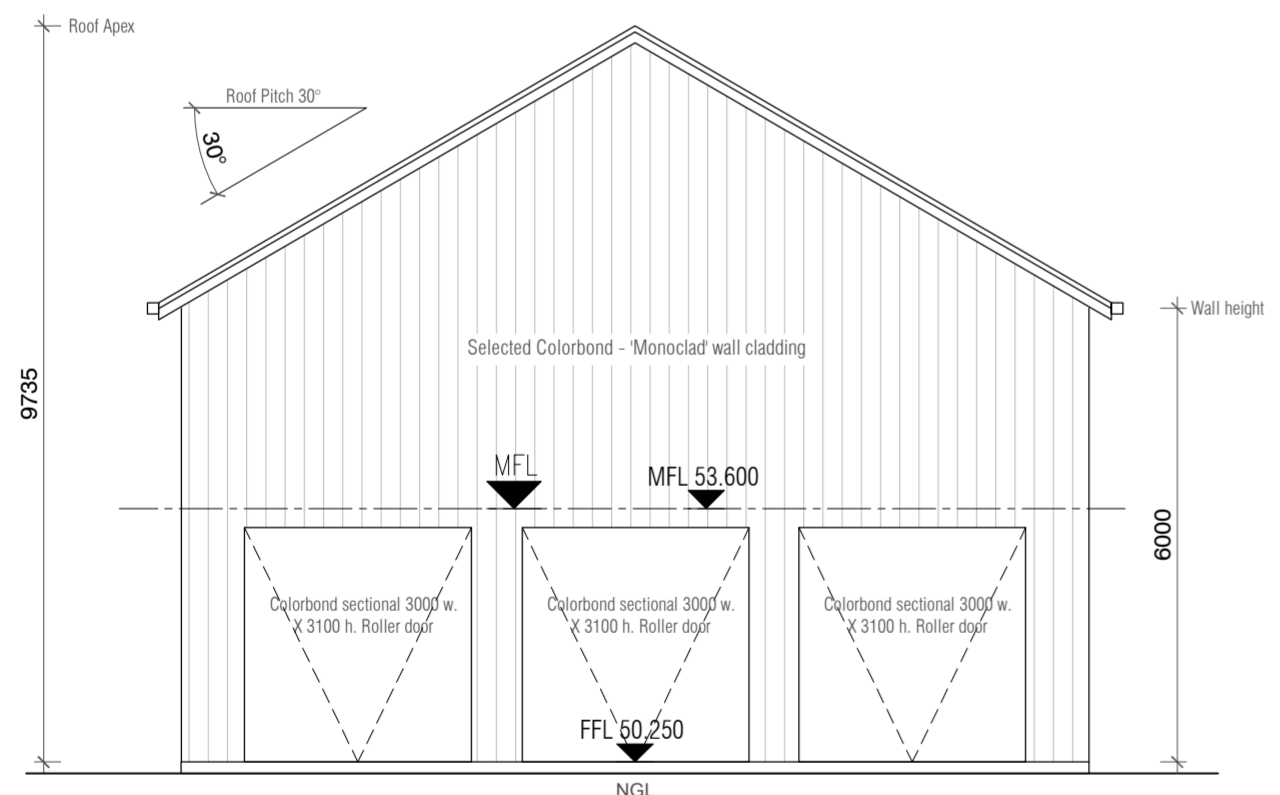 Roof Apex
Roof Pitch 30°
30°
Wall height
Selected Colorbond - 'Monoclad' wall cladding
9735
MFL
MFL 53.600
6000
Colorbond sectional 3000 w.
X 3100 h. Roller door
Colorbond sectional 3000 w.
X 3100 h. Roller door
Colorbond sectional 3000 w.
X 3100 h. Roller door
FFL 50.250
NGL